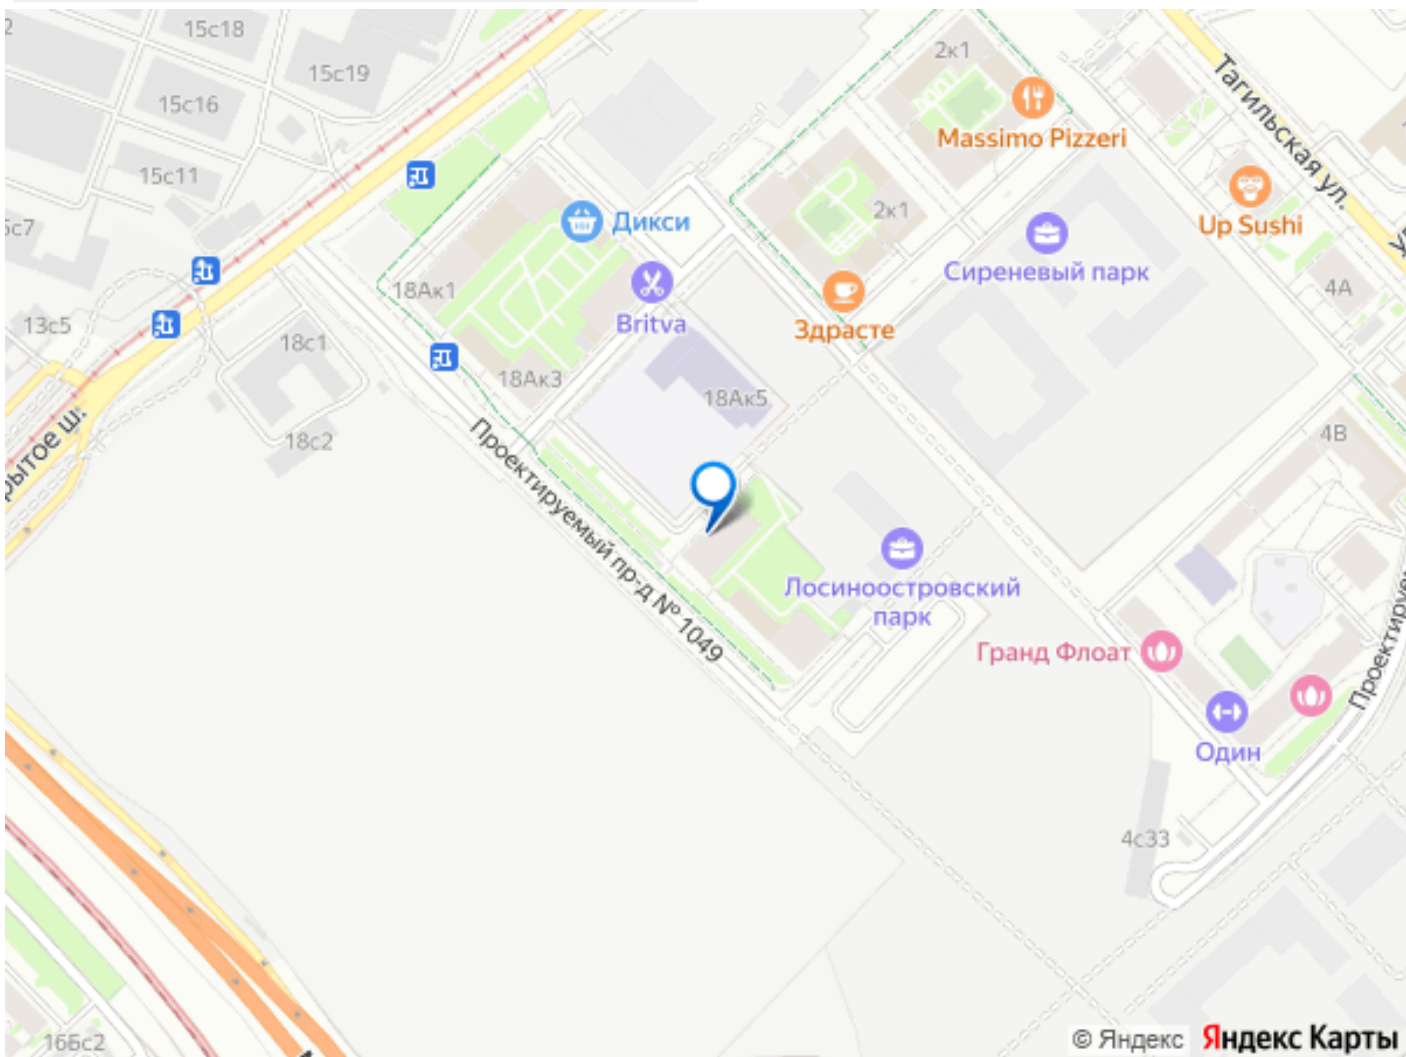 15с18
2к1
15с19
15с16
Тагильская ул.
Massimo Pizzeri
15с11
2к1
Up Sushi
Дикси
Сиреневый парк
18Ак1
4А
13с5
Britva
Здрасте
18с1
18Ак3
18Ак5
4В
18с2
Проектируемый пр-д № 1049
Лосиноостровский
парк
Гранд Флоат
Один
4с33
16Бс2
© Яндекс Яндекс Карты